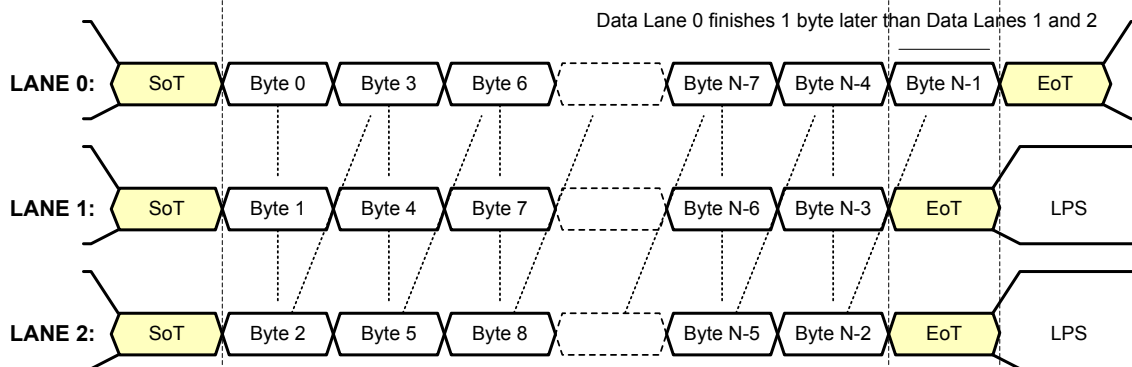 Data Lane 0 finishes 1 byte later than Data Lanes 1 and 2
LANE 0: SoT Byte 0 Byte 3 Byte 6 Byte N-7 Byte N-4 Byte N-1 EoT
LANE 1: SoT Byte 1 Byte 4 Byte 7 Byte N-6 Byte N-3 EoT LPS
LANE 2: SoT Byte 2 Byte 5 Byte 8 Byte N-5 Byte N-2 EoT LPS